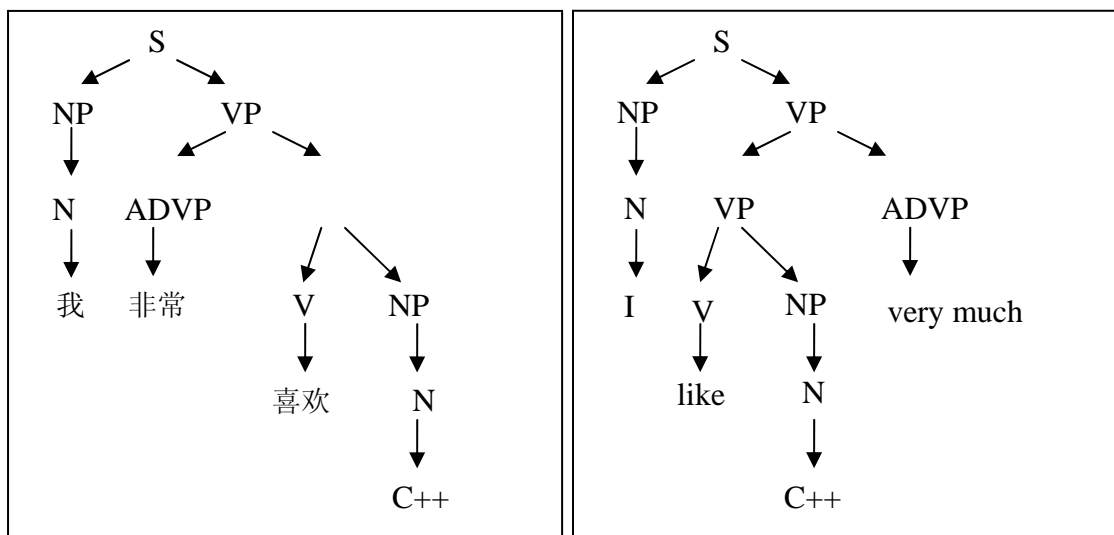 S
NP VP
N ADVP
我 非常 V NP
喜欢 N
C++
S
NP VP
N VP ADVP
I V NP very much
like N
C++